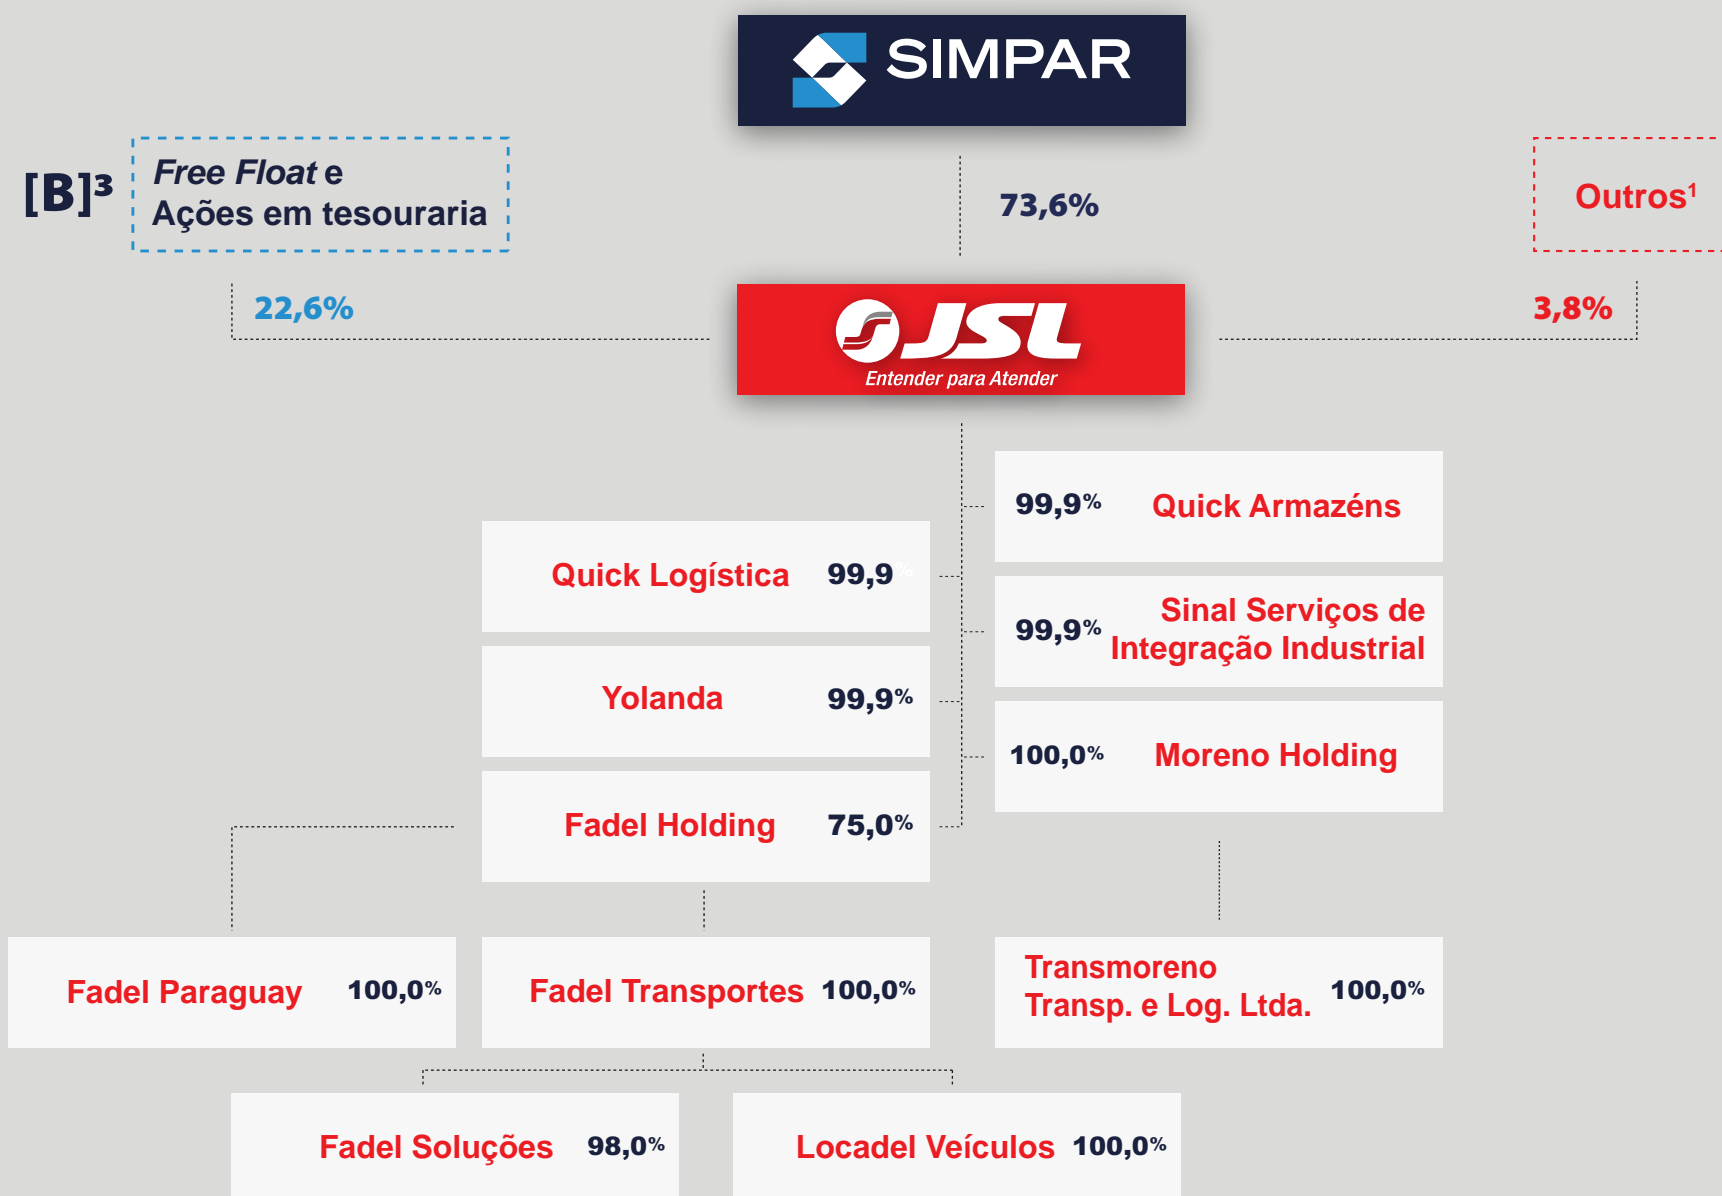 SIMPAR
[B]³
Free Float e
Ações em tesouraria
73,6%
Outros¹
22,6%
3,8%
JSL
Entender para Atender
99,9% Quick Armazéns
Quick Logística 99,9%
99,9% Sinal Serviços de
Integração Industrial
Yolanda 99,9%
100,0% Moreno Holding
Fadel Holding 75,0%
Fadel Paraguay 100,0%
Fadel Transportes 100,0%
Transmoreno
Transp. e Log. Ltda. 100,0%
Fadel Soluções 98,0%
Locadel Veículos 100,0%